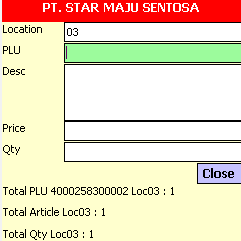 PT. STAR MAJU SENTOSA
Location 03
PLU
Desc
Price
Qty
Close
Total PLU 4000258300002 Loc03 : 1
Total Article Loc03 : 1
Total Qty Loc03 : 1